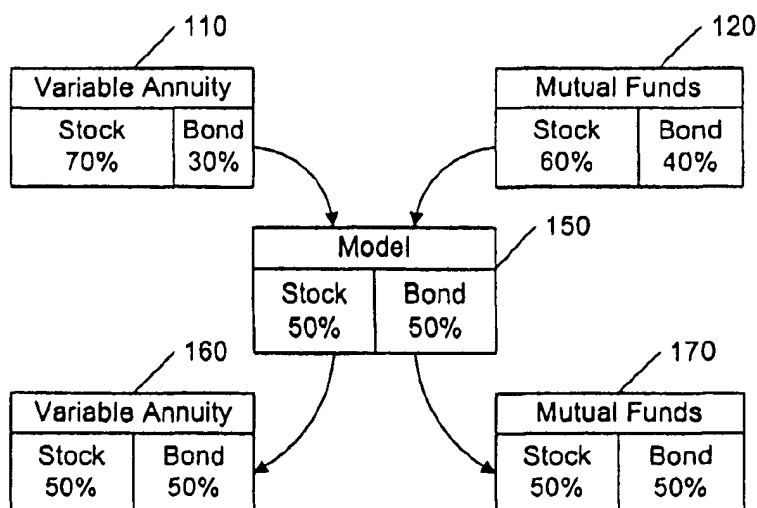 110
120
Variable Annuity
Stock Bond
70% 30%
Mutual Funds
Stock Bond
60% 40%
150
Model
Stock Bond
50% 50%
160
170
Variable Annuity
Stock Bond
50% 50%
Mutual Funds
Stock Bond
50% 50%